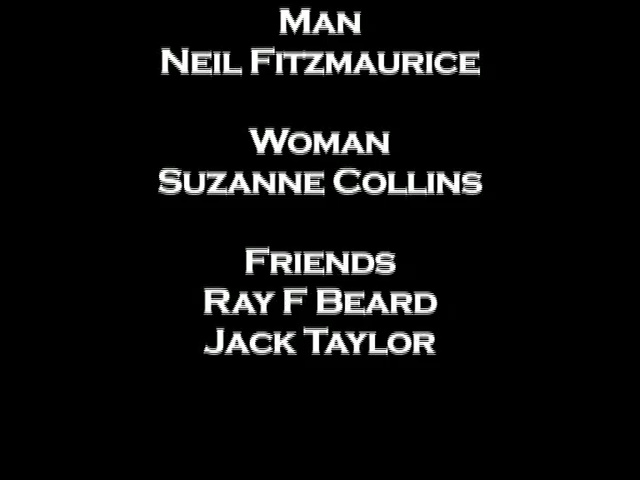 Man
Neil Fitzmaurice
Woman
Suzanne Collins
Friends
Ray F Beard
Jack Taylor